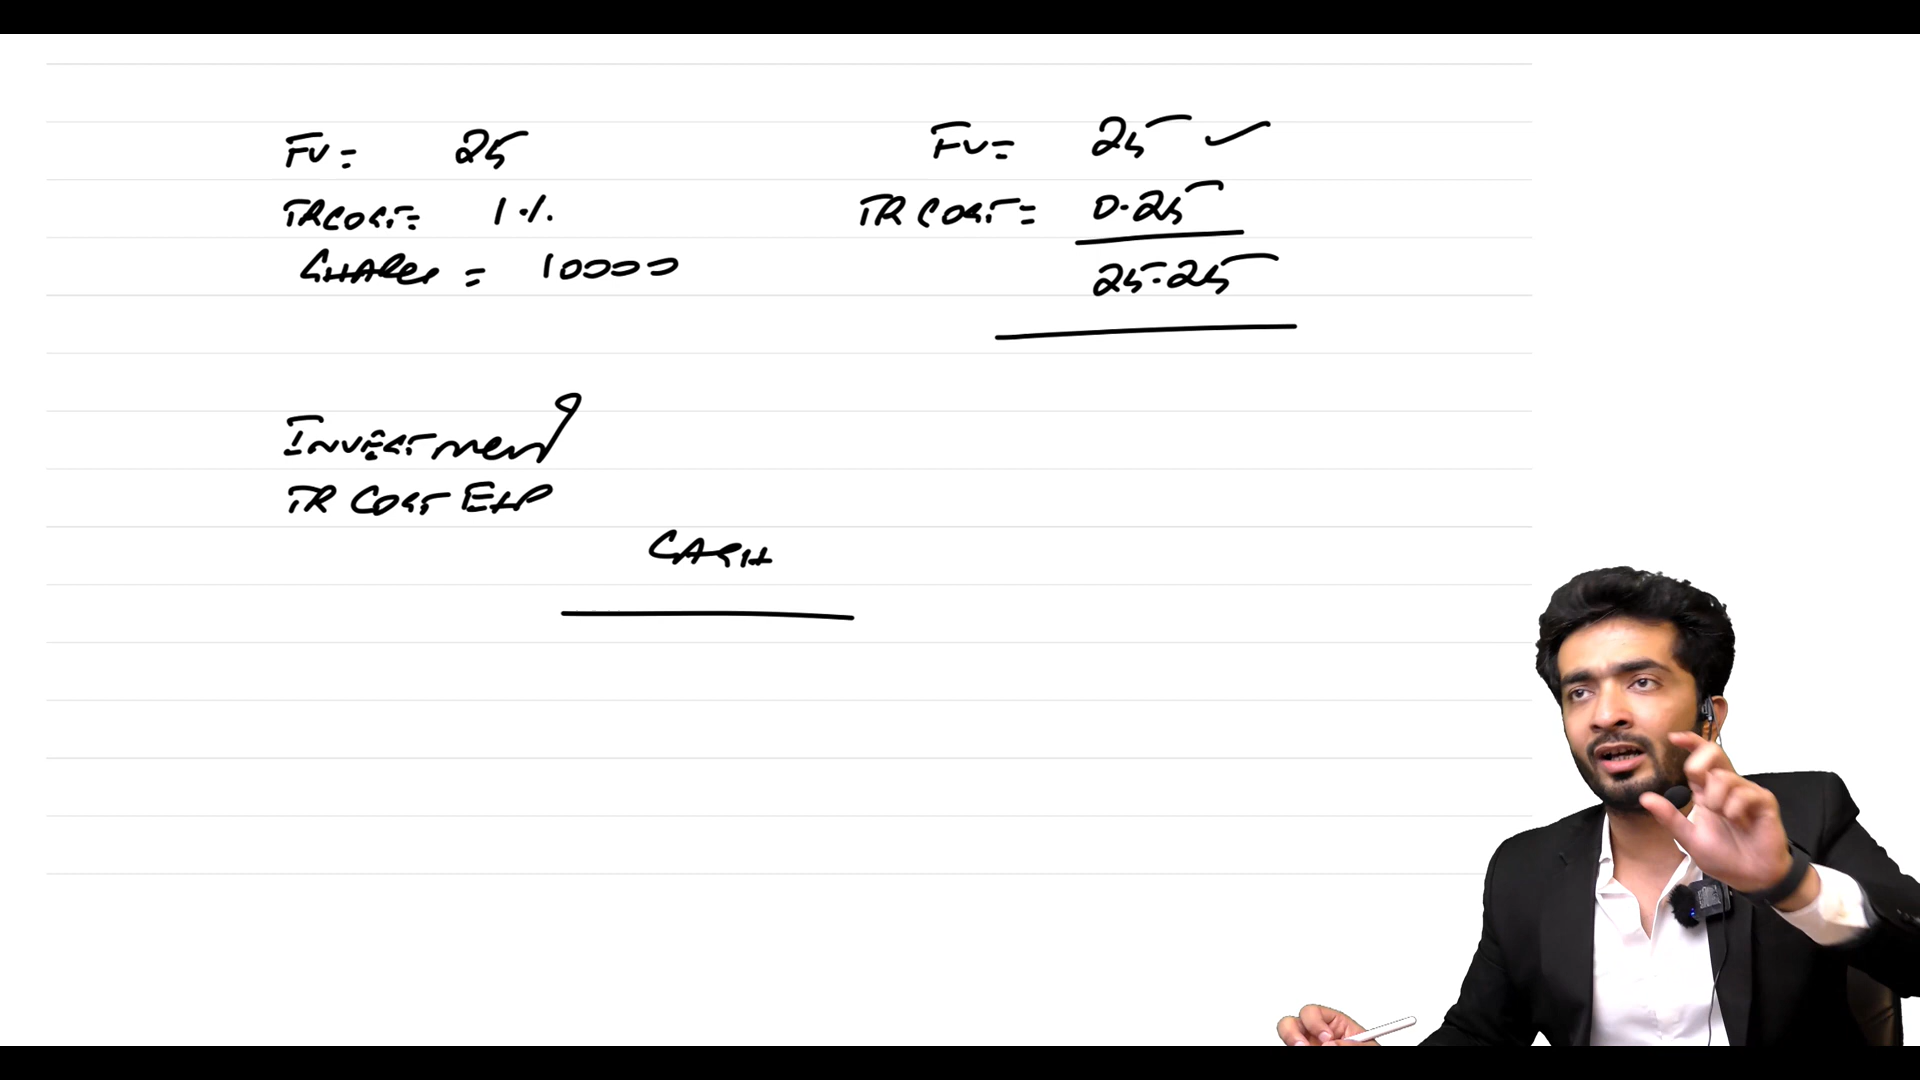 FV = 25
TR COST = 1 %
SHARES = 10000
FV = 25 ✓
TR COST = 0.25
25.25
INVESTMENT
TR COST EXP
CASH